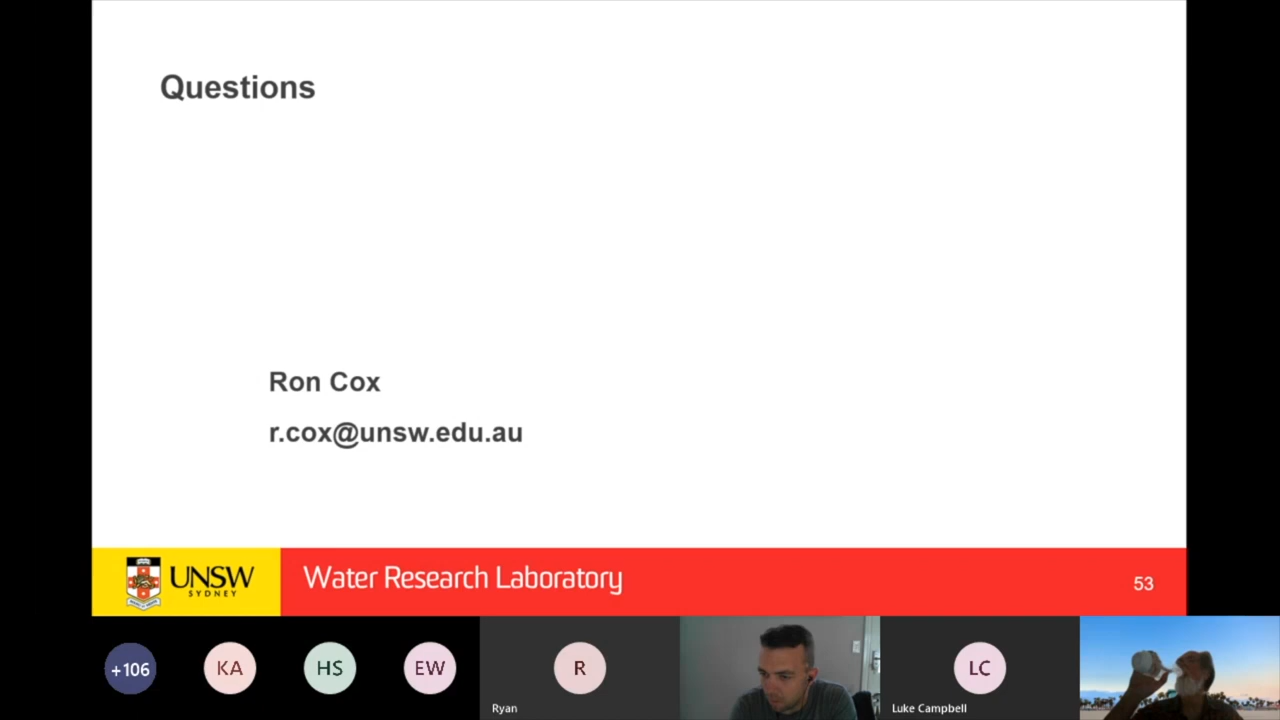 Questions
Ron Cox
r.cox@unsw.edu.au
UNSW
SYDNEY
Water Research Laboratory
53
+106
KA
HS
EW
R
LC
Ryan
Luke Campbell